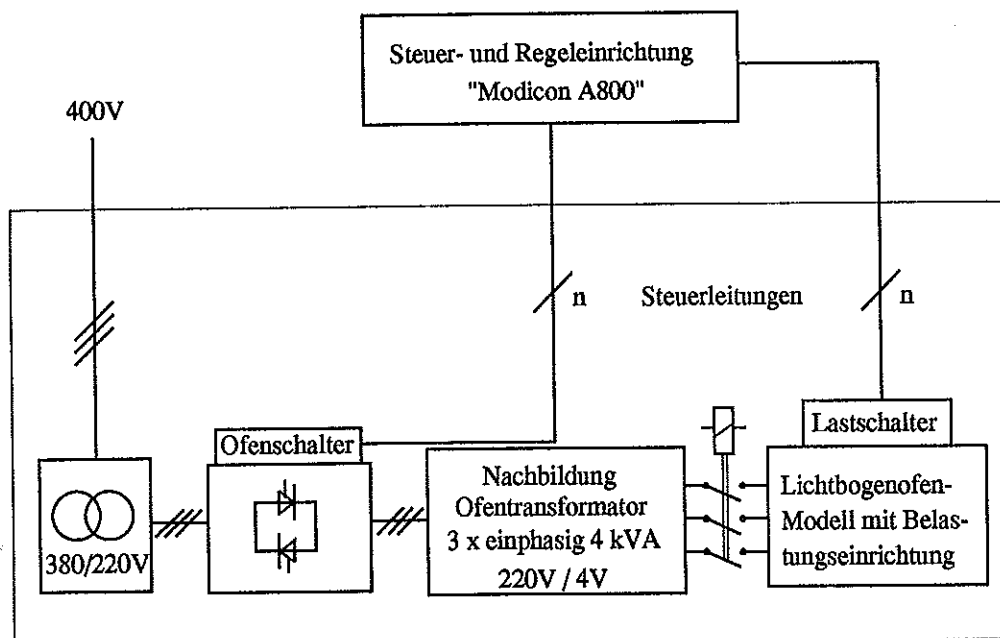 Steuer- und Regeleinrichtung
"Modicon A800"
400V
n
Steuerleitungen
n
Ofenschalter
Lastschalter
380/220V
Nachbildung
Ofentransformator
3 x einphasig 4 kVA
220V / 4V
Lichtbogenofen-
Modell mit Belas-
tungseinrichtung